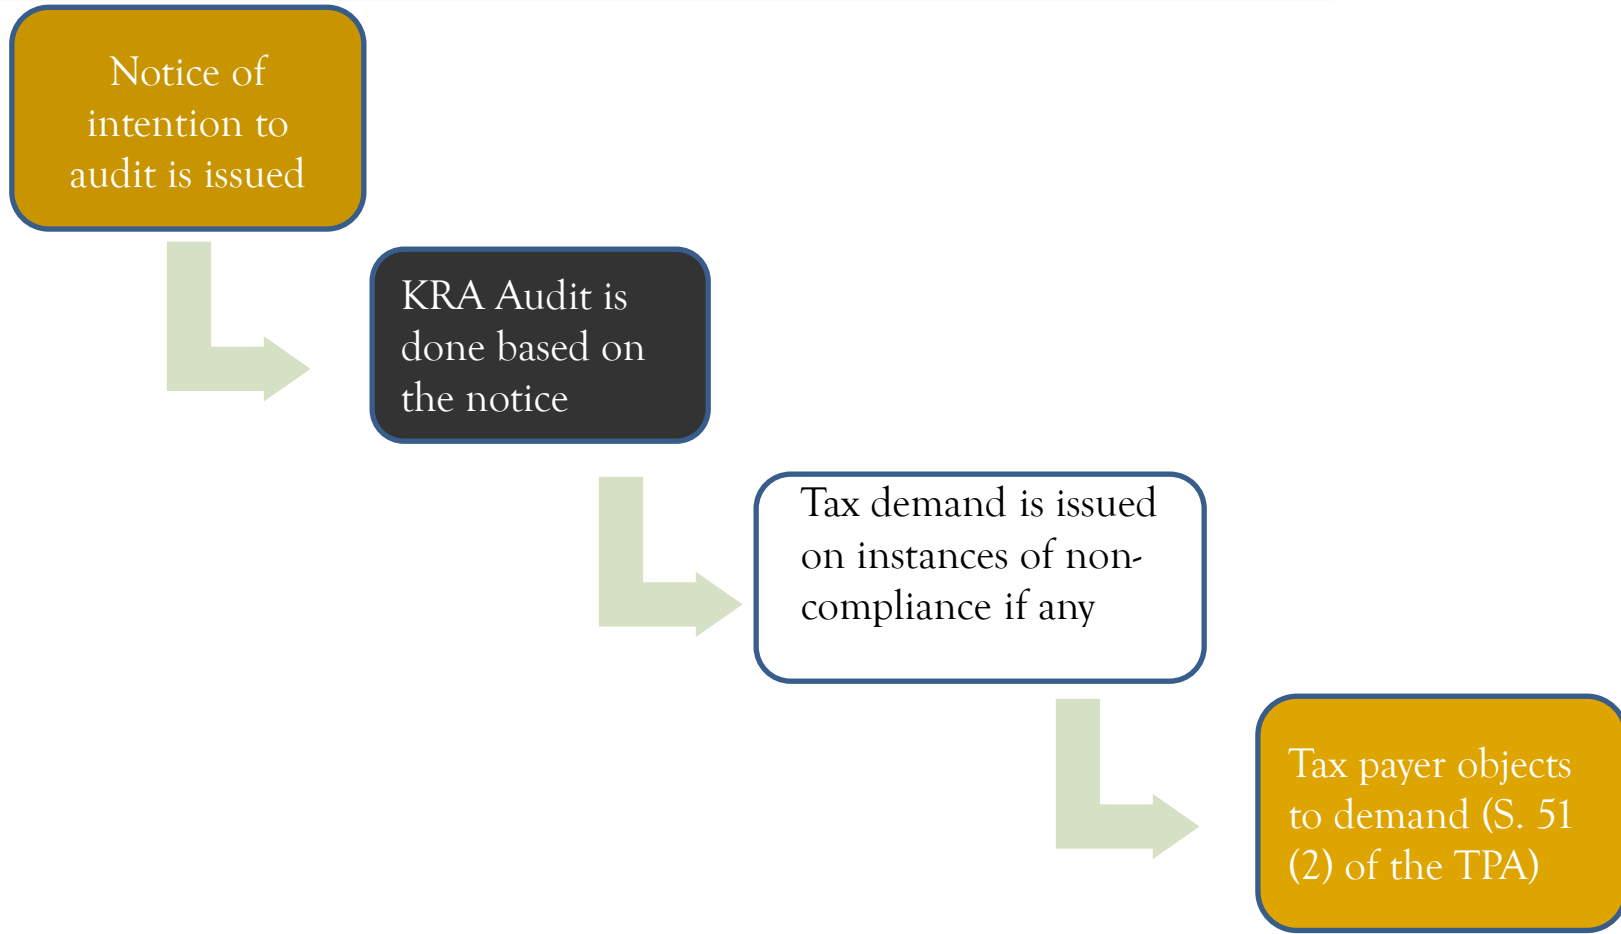 Notice of
intention to
audit is issued
KRA Audit is
done based on
the notice
Tax demand is issued
on instances of non-
compliance if any
Tax payer objects
to demand (S. 51
(2) of the TPA)